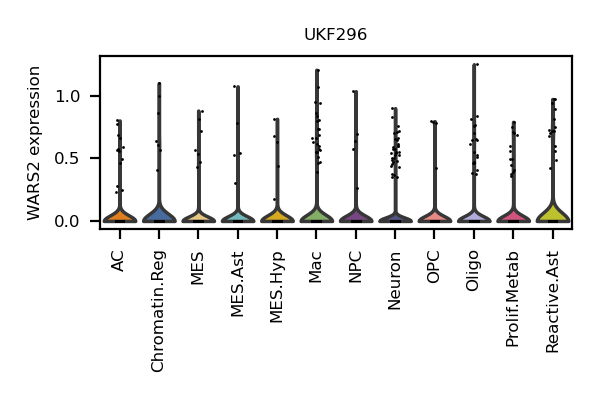 UKF296
WARS2 expression
1.0
0.5
0.0
AC
Chromatin.Reg
MES
MES.Ast
MES.Hyp
Mac
NPC
Neuron
OPC
Oligo
Prolif.Metab
Reactive.Ast